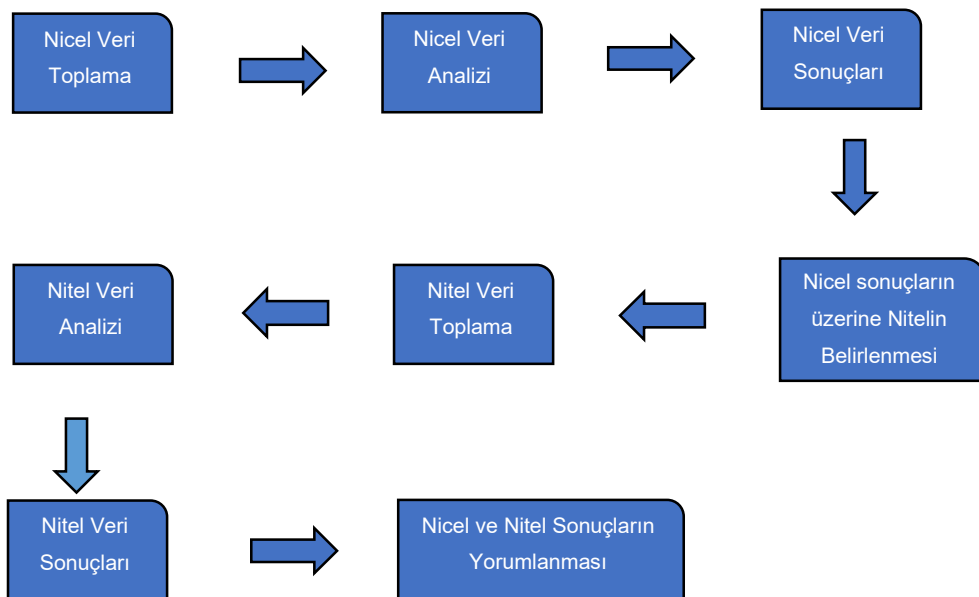 Nicel Veri
Toplama
Nicel Veri
Analizi
Nicel Veri
Sonuçları
Nicel sonuçların
üzerine Nitelin
Belirlenmesi
Nitel Veri
Toplama
Nitel Veri
Analizi
Nitel Veri
Sonuçları
Nicel ve Nitel Sonuçların
Yorumlanması